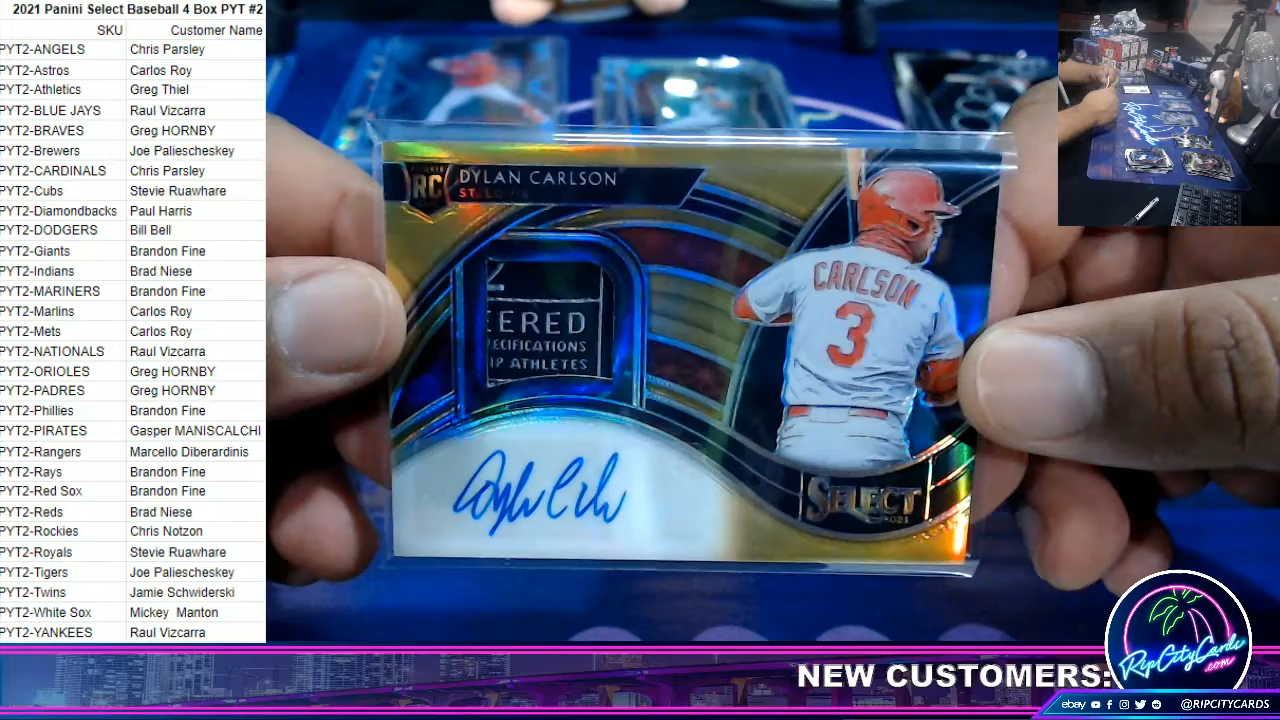 2021 Panini Select Baseball 4 Box PYT #2
SKU Customer Name
PYT2-ANGELS Chris Parsley
PYT2-Astros Carlos Roy
PYT2-Athletics Greg Thiel
PYT2-BLUE JAYS Raul Vizcarra
PYT2-BRAVES Greg HORNBY
PYT2-Brewers Joe Paliescheskey
PYT2-CARDINALS Chris Parsley
PYT2-Cubs Stevie Ruawhare
PYT2-Diamondbacks Paul Harris
PYT2-DODGERS Bill Bell
PYT2-Giants Brandon Fine
PYT2-Indians Brad Niese
PYT2-MARINERS Brandon Fine
PYT2-Marlins Carlos Roy
PYT2-Mets Carlos Roy
PYT2-NATIONALS Raul Vizcarra
PYT2-ORIOLES Greg HORNBY
PYT2-PADRES Greg HORNBY
PYT2-Phillies Brandon Fine
PYT2-PIRATES Gasper MANISCALCHI
PYT2-Rangers Marcello Diberardinis
PYT2-Rays Brandon Fine
PYT2-Red Sox Brandon Fine
PYT2-Reds Brad Niese
PYT2-Rockies Chris Notzon
PYT2-Royals Stevie Ruawhare
PYT2-Tigers Joe Paliescheskey
PYT2-Twins Jamie Schwiderski
PYT2-White Sox Mickey Manton
PYT2-YANKEES Raul Vizcarra
RC DYLAN CARLSON
EERED
ECIFICATIONS
IP ATHLETES
CARLSON
3
SELECT
2021
NEW CUSTOMERS:
RipCityCards
.com
ebay @RIPCITYCARDS